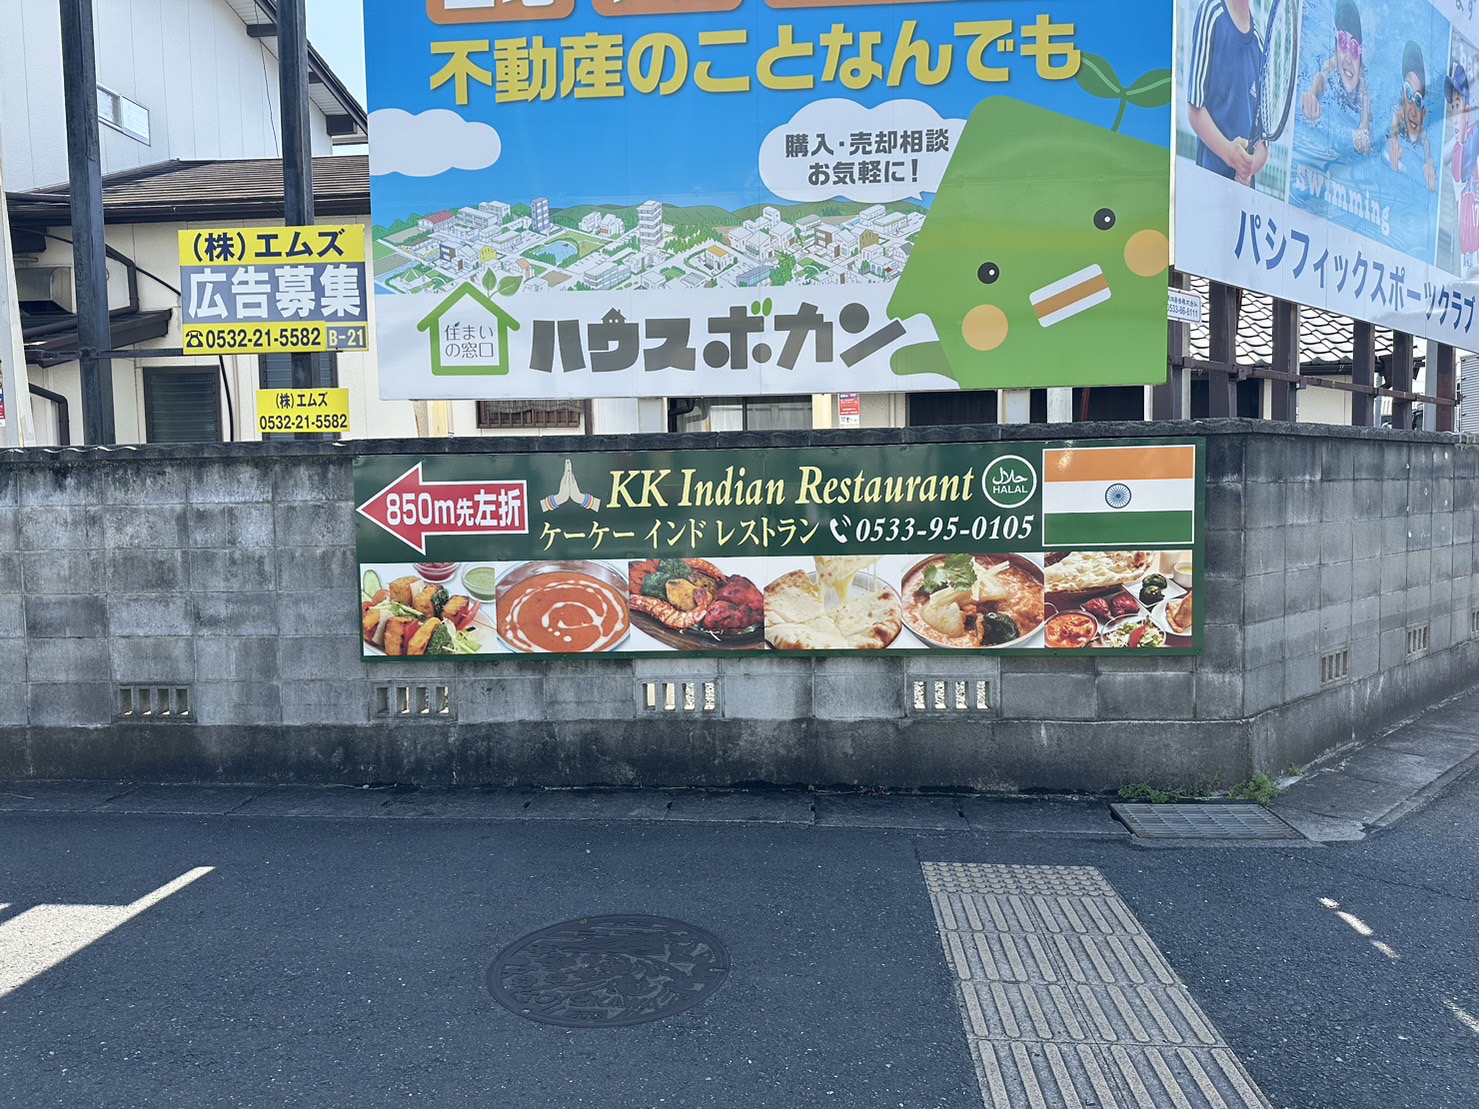 不動産のことなんでも
購入・売却相談
お気軽に！
住まい
の窓口
ハウスボカン
(株)エムズ
広告募集
☎0532-21-5582 B-21
(株)エムズ
0532-21-5582
swimming
パシフィックスポーツクラブ
850m先左折
KK Indian Restaurant
حلال
HALAL
ケーケー インド レストラン 0533-95-0105